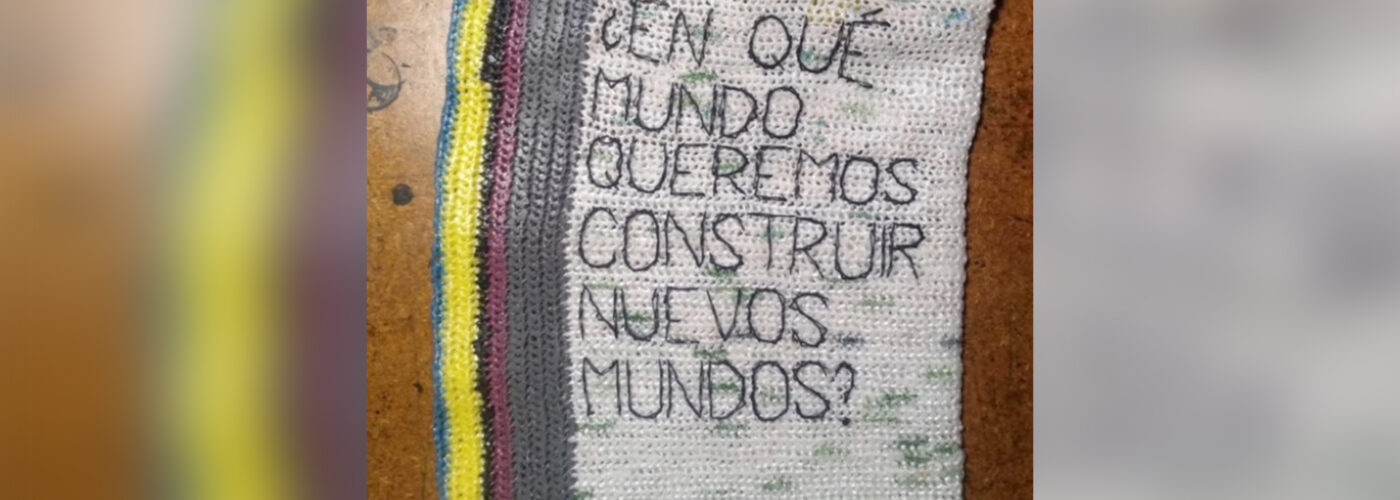 ¿EN QUÉ
MUNDO
QUEREMOS
CONSTRUIR
NUEVOS
MUNDOS?